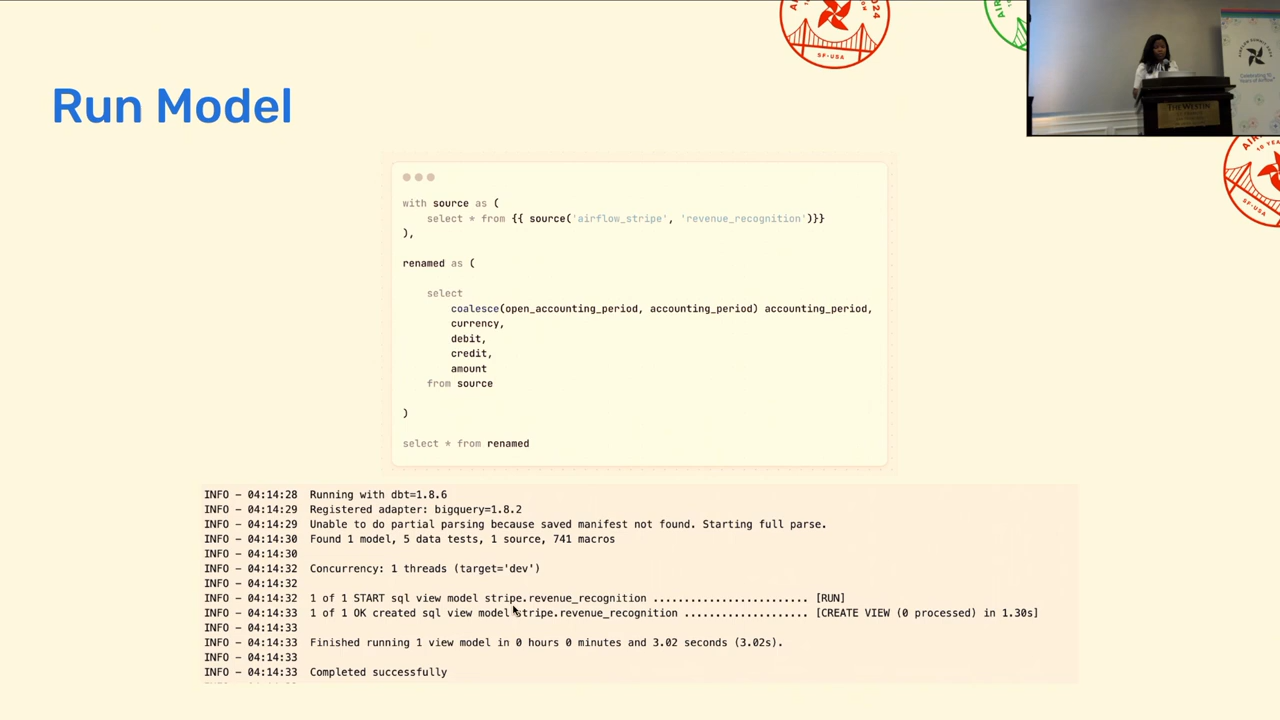 2024
SF-USA
Run Model
THE WESTIN
with source as (
select * from {{ source('airflow_stripe', 'revenue_recognition')}}
),
renamed as (
select
coalesce(open_accounting_period, accounting_period) accounting_period,
currency,
debit,
credit,
amount
from source
)
select * from renamed
INFO - 04:14:28 Running with dbt=1.8.6
INFO - 04:14:29 Registered adapter: bigquery=1.8.2
INFO - 04:14:29 Unable to do partial parsing because saved manifest not found. Starting full parse.
INFO - 04:14:30 Found 1 model, 5 data tests, 1 source, 741 macros
INFO - 04:14:30
INFO - 04:14:32 Concurrency: 1 threads (target='dev')
INFO - 04:14:32
INFO - 04:14:32 1 of 1 START sql view model stripe.revenue_recognition ......................... [RUN]
INFO - 04:14:33 1 of 1 OK created sql view model stripe.revenue_recognition .................... [CREATE VIEW (0 processed) in 1.30s]
INFO - 04:14:33
INFO - 04:14:33 Finished running 1 view model in 0 hours 0 minutes and 3.02 seconds (3.02s).
INFO - 04:14:33
INFO - 04:14:33 Completed successfully